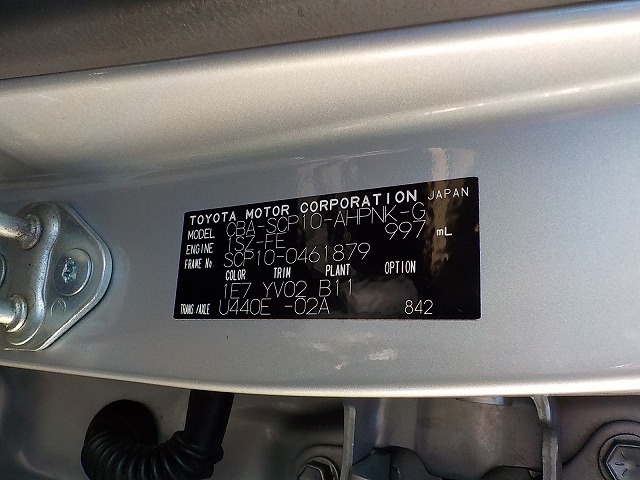 TOYOTA MOTOR CORPORATION JAPAN
MODEL CBA-SCP10-AHPNK-G
ENGINE 1SZ-FE 997 mL
FRAME No. SCP10-0461879
COLOR TRIM PLANT OPTION
1E7 YV02 B11
TRANS/AXLE U440E -02A 842